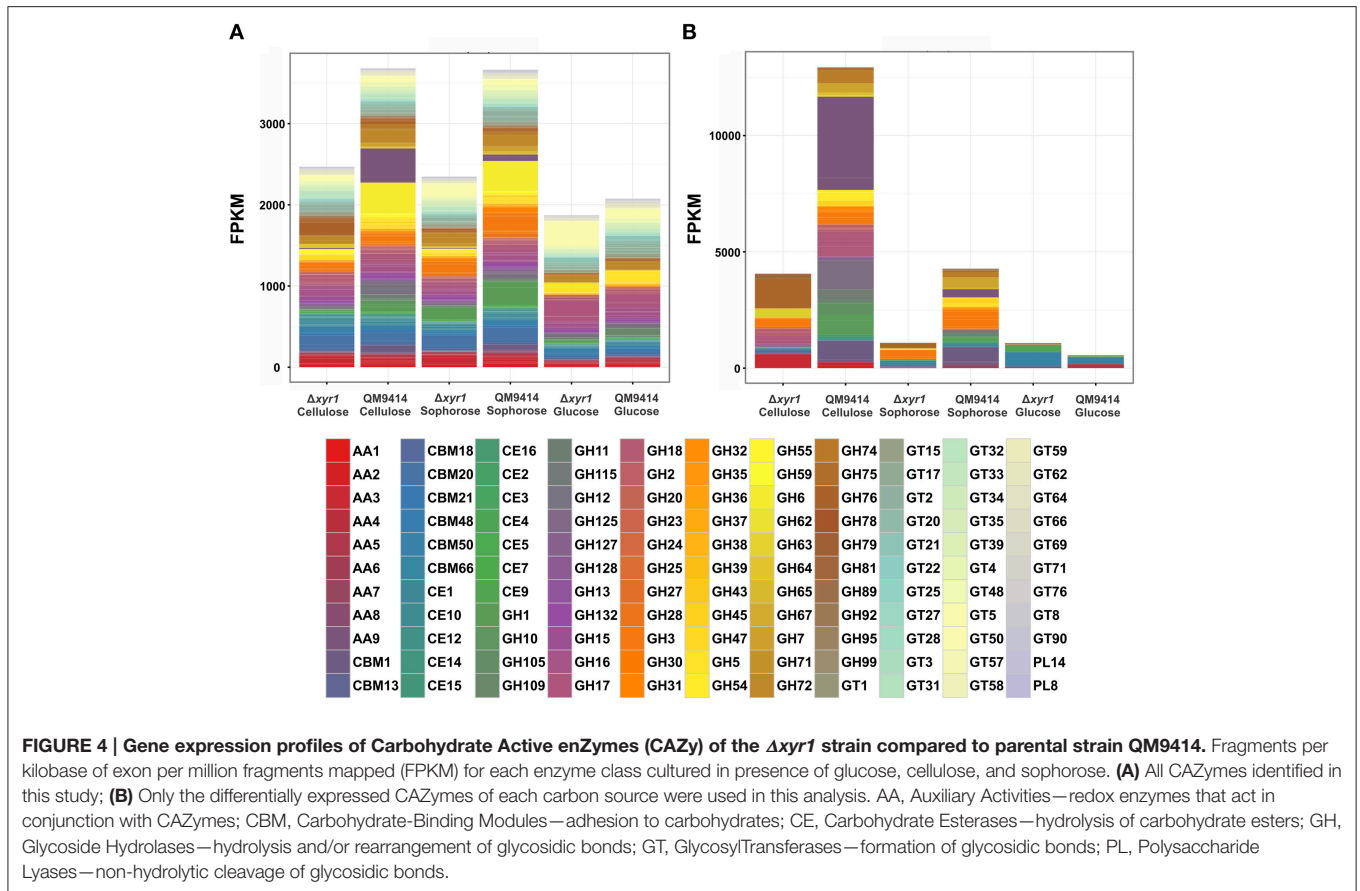 A
B
FPKM
3000
2000
1000
0
Δxyr1 Cellulose
QM9414 Cellulose
Δxyr1 Sophorose
QM9414 Sophorose
Δxyr1 Glucose
QM9414 Glucose
FPKM
10000
5000
0
Δxyr1 Cellulose
QM9414 Cellulose
Δxyr1 Sophorose
QM9414 Sophorose
Δxyr1 Glucose
QM9414 Glucose
AA1 CBM18 CE16 GH11 GH18 GH32 GH55 GH74 GT15 GT32 GT59
AA2 CBM20 CE2 GH115 GH2 GH35 GH59 GH75 GT17 GT33 GT62
AA3 CBM21 CE3 GH12 GH20 GH36 GH6 GH76 GT2 GT34 GT64
AA4 CBM48 CE4 GH125 GH23 GH37 GH62 GH78 GT20 GT35 GT66
AA5 CBM50 CE5 GH127 GH24 GH38 GH63 GH79 GT21 GT39 GT69
AA6 CBM66 CE7 GH128 GH25 GH39 GH64 GH81 GT22 GT4 GT71
AA7 CE1 CE9 GH13 GH27 GH43 GH65 GH89 GT25 GT48 GT76
AA8 CE10 GH1 GH132 GH28 GH45 GH67 GH92 GT27 GT5 GT8
AA9 CE12 GH10 GH15 GH3 GH47 GH7 GH95 GT28 GT50 GT90
CBM1 CE14 GH105 GH16 GH30 GH5 GH71 GH99 GT3 GT57 PL14
CBM13 CE15 GH109 GH17 GH31 GH54 GH72 GT1 GT31 GT58 PL8
FIGURE 4 | Gene expression profiles of Carbohydrate Active enZymes (CAZy) of the Δxyr1 strain compared to parental strain QM9414. Fragments per
kilobase of exon per million fragments mapped (FPKM) for each enzyme class cultured in presence of glucose, cellulose, and sophorose. (A) All CAZymes identified in
this study; (B) Only the differentially expressed CAZymes of each carbon source were used in this analysis. AA, Auxiliary Activities—redox enzymes that act in
conjunction with CAZymes; CBM, Carbohydrate-Binding Modules—adhesion to carbohydrates; CE, Carbohydrate Esterases—hydrolysis of carbohydrate esters; GH,
Glycoside Hydrolases—hydrolysis and/or rearrangement of glycosidic bonds; GT, GlycosylTransferases—formation of glycosidic bonds; PL, Polysaccharide
Lyases—non-hydrolytic cleavage of glycosidic bonds.